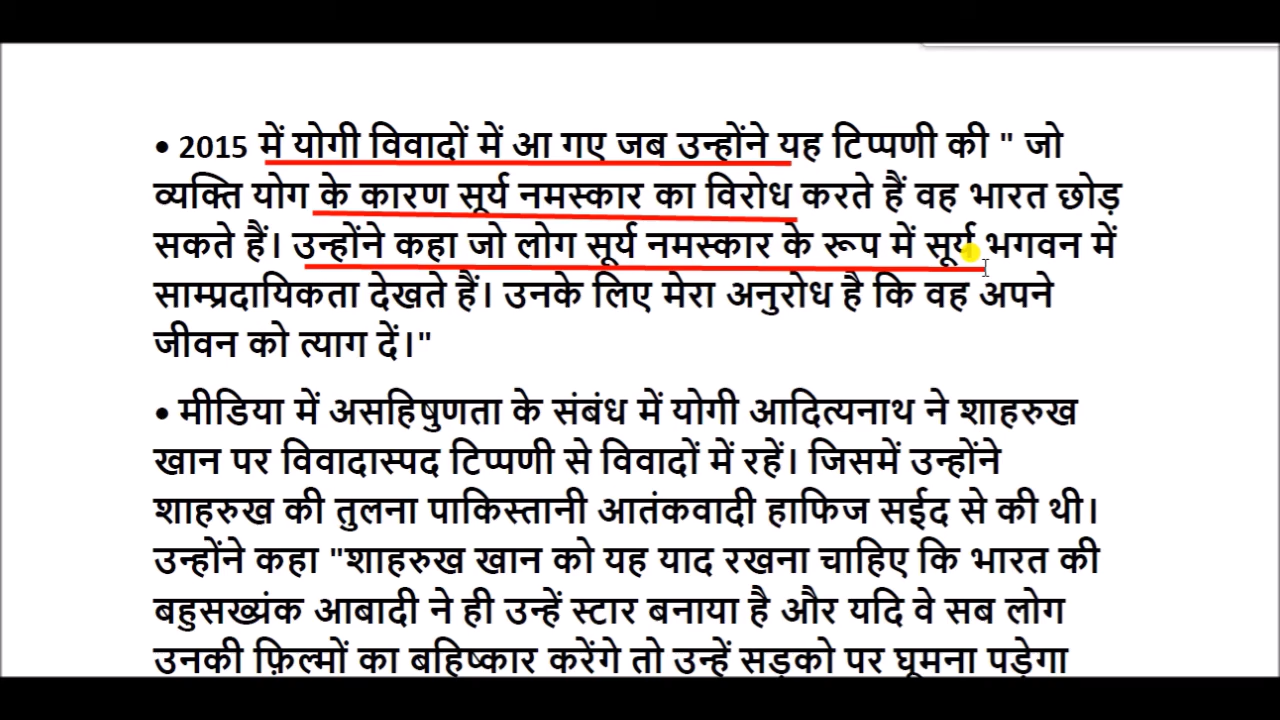 • 2015 में योगी विवादों में आ गए जब उन्होंने यह टिप्पणी की " जो
व्यक्ति योग के कारण सूर्य नमस्कार का विरोध करते हैं वह भारत छोड़
सकते हैं। उन्होंने कहा जो लोग सूर्य नमस्कार के रूप में सूर्य भगवन में
साम्प्रदायिकता देखते हैं। उनके लिए मेरा अनुरोध है कि वह अपने
जीवन को त्याग दें।"
• मीडिया में असहिषुणता के संबंध में योगी आदित्यनाथ ने शाहरुख
खान पर विवादास्पद टिप्पणी से विवादों में रहें। जिसमें उन्होंने
शाहरुख की तुलना पाकिस्तानी आतंकवादी हाफिज सईद से की थी।
उन्होंने कहा "शाहरुख खान को यह याद रखना चाहिए कि भारत की
बहुसख्यंक आबादी ने ही उन्हें स्टार बनाया है और यदि वे सब लोग
उनकी फ़िल्मों का बहिष्कार करेंगे तो उन्हें सड़को पर घूमना पड़ेगा